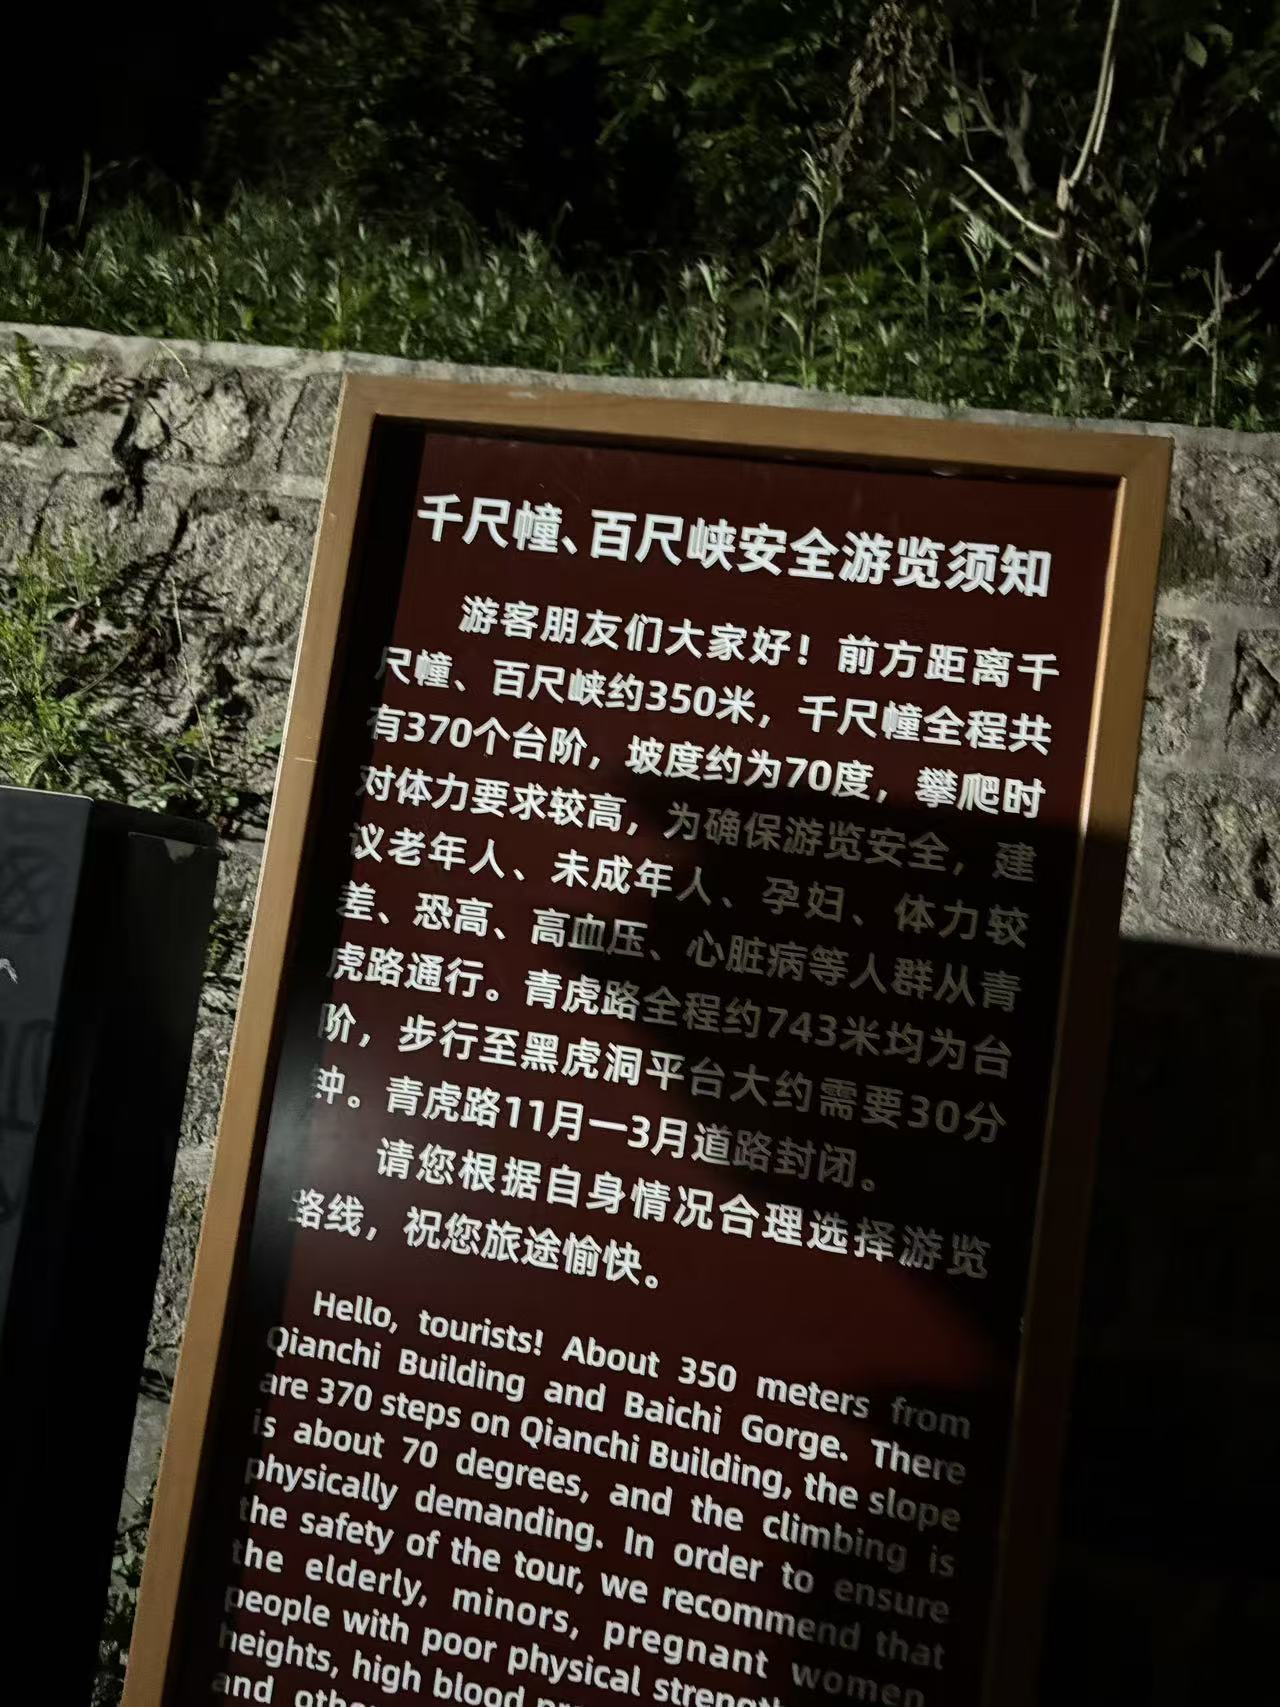 千尺幢、百尺峡安全游览须知
游客朋友们大家好！前方距离千
尺幢、百尺峡约350米，千尺幢全程共
有370个台阶，坡度约为70度，攀爬时
对体力要求较高，为确保游览安全，建
议老年人、未成年人、孕妇、体力较
差、恐高、高血压、心脏病等人群从青
虎路通行。青虎路全程约743米均为台
阶，步行至黑虎洞平台大约需要30分
钟。青虎路11月—3月道路封闭。
请您根据自身情况合理选择游览
路线，祝您旅途愉快。
Hello, tourists! About 350 meters from
Qianchi Building and Baichi Gorge. There
are 370 steps on Qianchi Building, the slope
is about 70 degrees, and the climbing is
physically demanding. In order to ensure
the safety of the tour, we recommend that
the elderly, minors, pregnant women
people with poor physical
heights, high blood
and